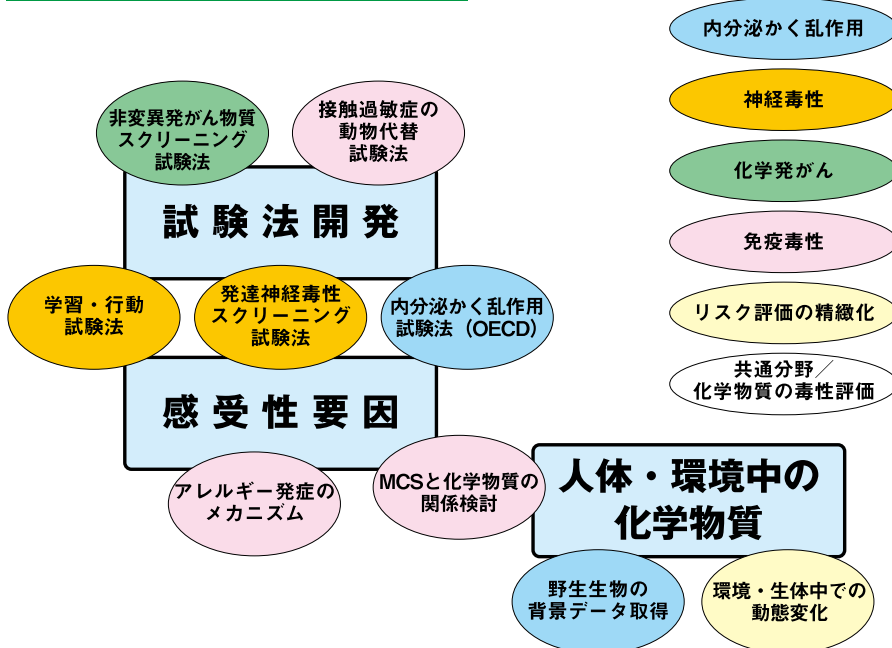 内分泌かく乱作用
神経毒性
化学発がん
免疫毒性
リスク評価の精緻化
共通分野／
化学物質の毒性評価
非変異発がん物質
スクリーニング
試験法
接触過敏症の
動物代替
試験法
試験法開発
学習・行動
試験法
発達神経毒性
スクリーニング
試験法
内分泌かく乱作用
試験法（OECD）
感受性要因
アレルギー発症の
メカニズム
MCSと化学物質の
関係検討
人体・環境中の
化学物質
野生生物の
背景データ取得
環境・生体中での
動態変化